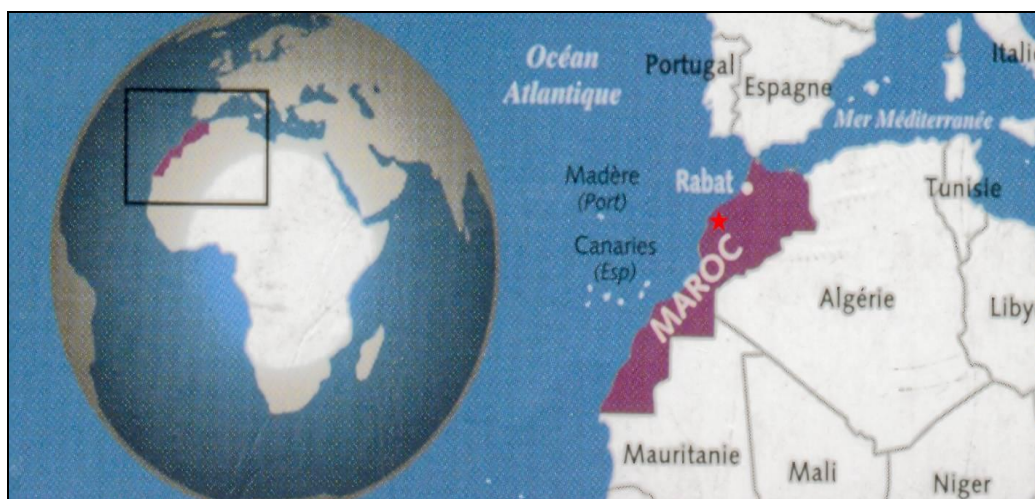 Océan
Atlantique
Portugal
Espagne
Italie
Mer Méditerranée
Madère
(Port)
Rabat
Tunisie
Canaries
(Esp)
MAROC
Algérie
Liby
Mauritanie
Mali
Niger